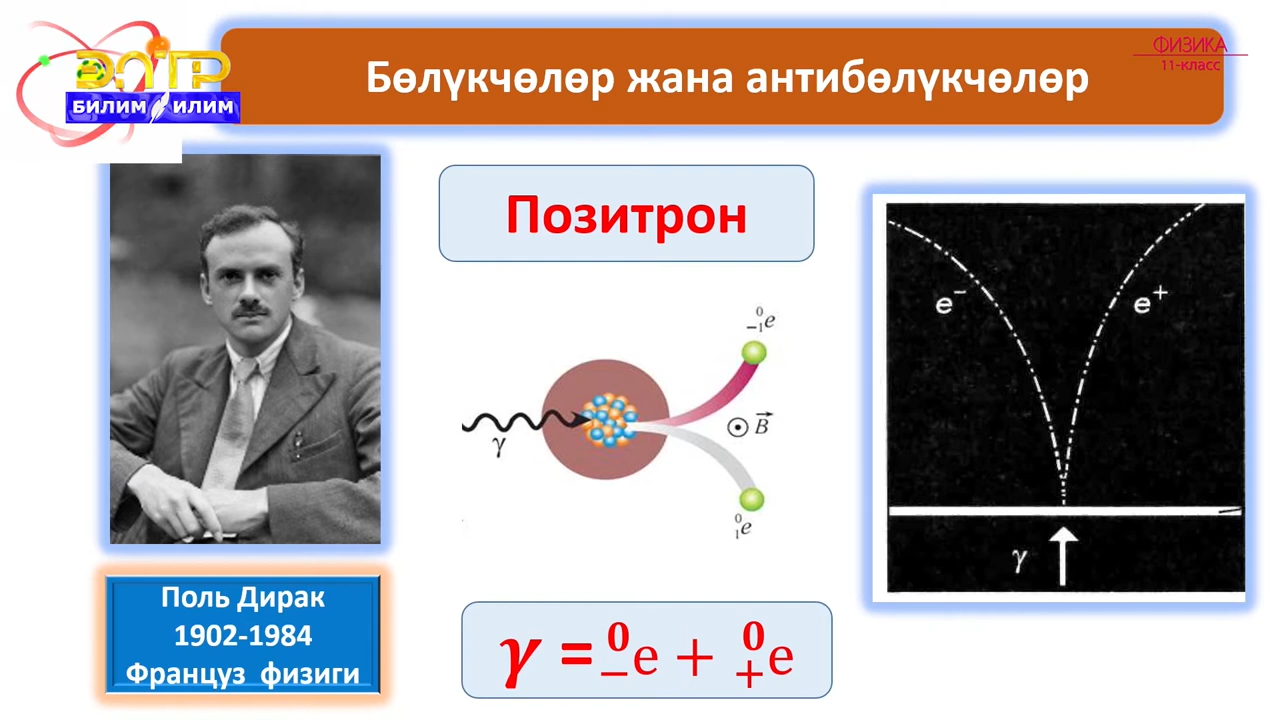 ЭЛТР
БИЛИМ ИЛИМ
Бөлүкчөлөр жана антибөлүкчөлөр
ФИЗИКА
11-класс
Позитрон
e⁻
e⁺
γ
⁰₋₁e
γ
⊙ B⃗
⁰₁e
Поль Дирак
1902-1984
Француз физиги
γ = ⁰₋e + ⁰₊e